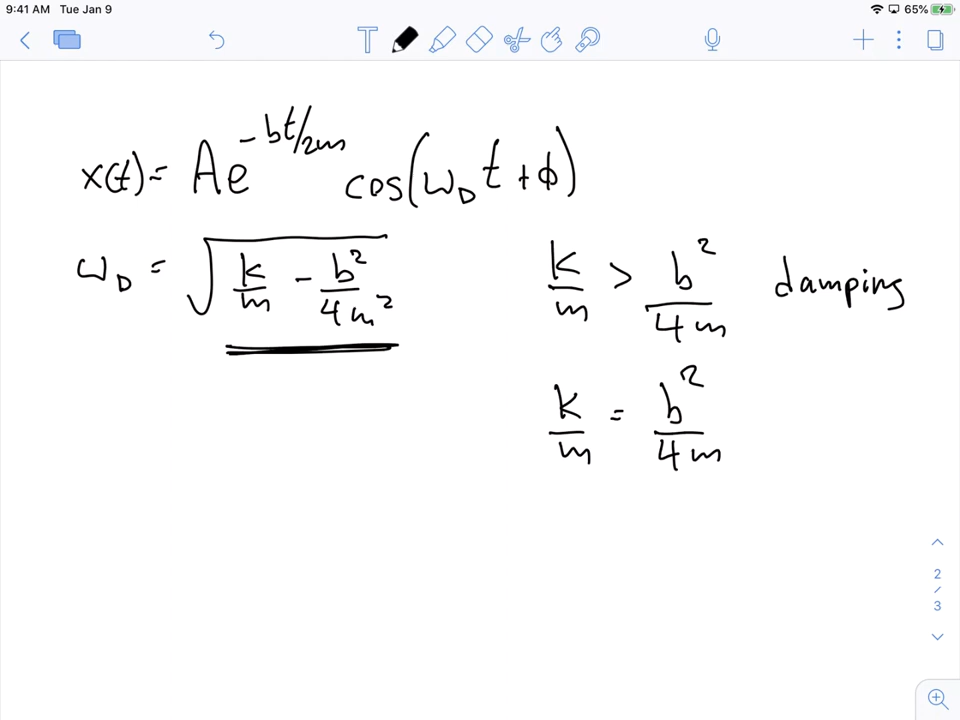 9:41 AM Tue Jan 9 65%
T
x(t) = Ae^{-bt/2m} cos(ω_D t + φ)
ω_D = √(k/m - b²/4m²)
k/m > b²/4m damping
k/m = b²/4m
2
/
3